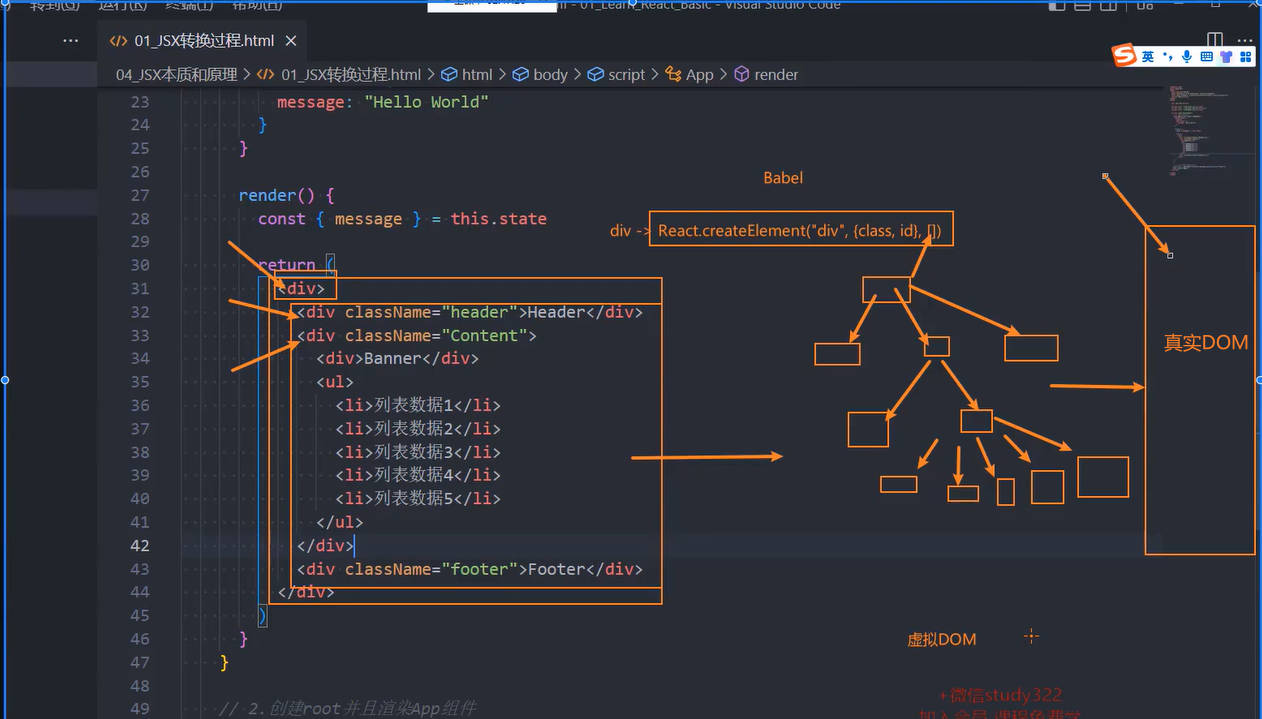 转到(G) 运行(R) 终端(T) 帮助(H)
- 01_Learn_React_Basic - Visual Studio Code
01_JSX转换过程.html
英
04_JSX本质和原理 > 01_JSX转换过程.html > html > body > script > App > render
23 message: "Hello World"
24 }
25 }
26
27 render() {
28 const { message } = this.state
29
30 return (
31 <div>
32 <div className="header">Header</div>
33 <div className="Content">
34 <div>Banner</div>
35 <ul>
36 <li>列表数据1</li>
37 <li>列表数据2</li>
38 <li>列表数据3</li>
39 <li>列表数据4</li>
40 <li>列表数据5</li>
41 </ul>
42 </div>
43 <div className="footer">Footer</div>
44 </div>
45 )
46 }
47 }
48
49 // 2.创建root并且渲染App组件
Babel
div -> React.createElement("div", {class, id}, [])
真实DOM
虚拟DOM
+微信study322